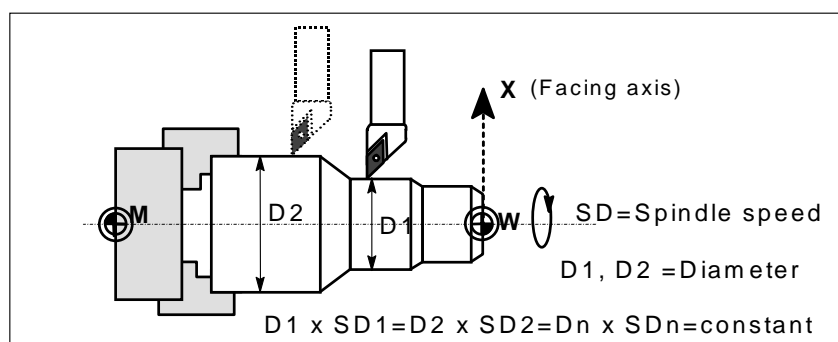 X (Facing axis)
M
D2
D1
W
SD=Spindle speed
D1, D2 =Diameter
D1 x SD1=D2 x SD2=Dn x SDn=constant